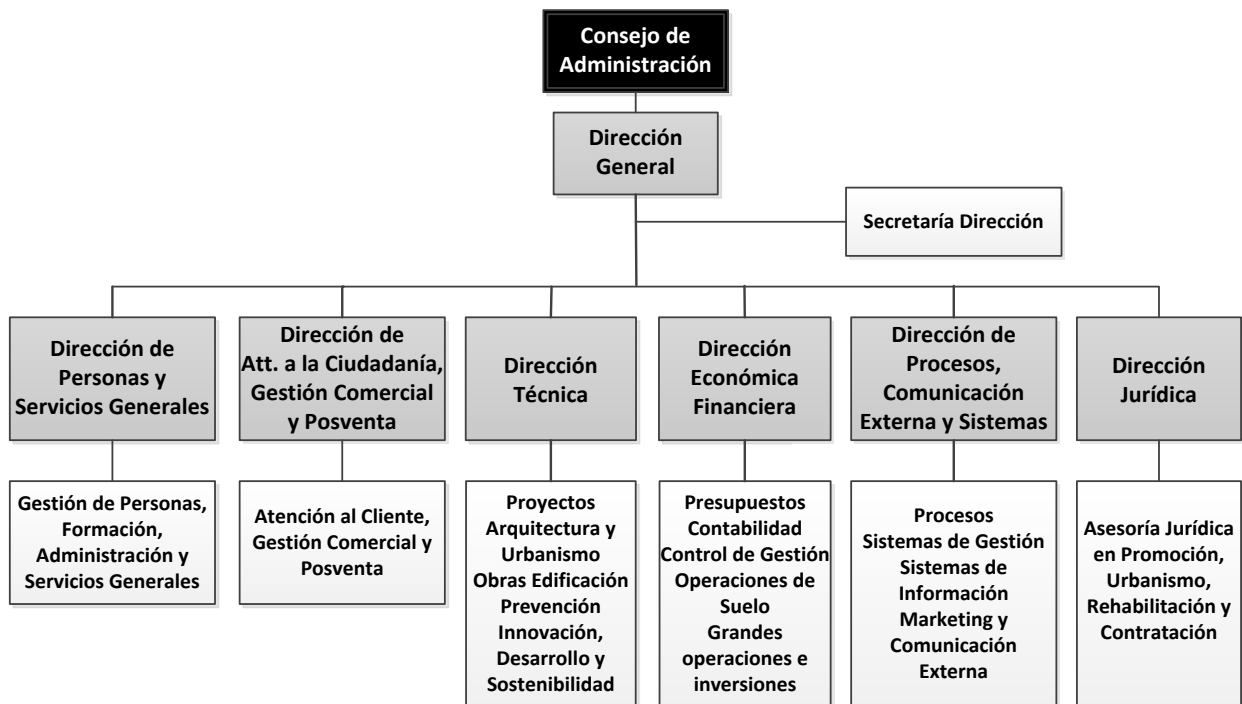 Consejo de
Administración
Dirección
General
Secretaría Dirección
Dirección de
Personas y
Servicios Generales
Dirección de
Att. a la Ciudadanía,
Gestión Comercial
y Posventa
Dirección
Técnica
Dirección
Económica
Financiera
Dirección de
Procesos,
Comunicación
Externa y Sistemas
Dirección
Jurídica
Gestión de Personas,
Formación,
Administración y
Servicios Generales
Atención al Cliente,
Gestión Comercial y
Posventa
Proyectos
Arquitectura y
Urbanismo
Obras Edificación
Prevención
Innovación,
Desarrollo y
Sostenibilidad
Presupuestos
Contabilidad
Control de Gestión
Operaciones de
Suelo
Grandes
operaciones e
inversiones
Procesos
Sistemas de Gestión
Sistemas de
Información
Marketing y
Comunicación
Externa
Asesoría Jurídica
en Promoción,
Urbanismo,
Rehabilitación y
Contratación